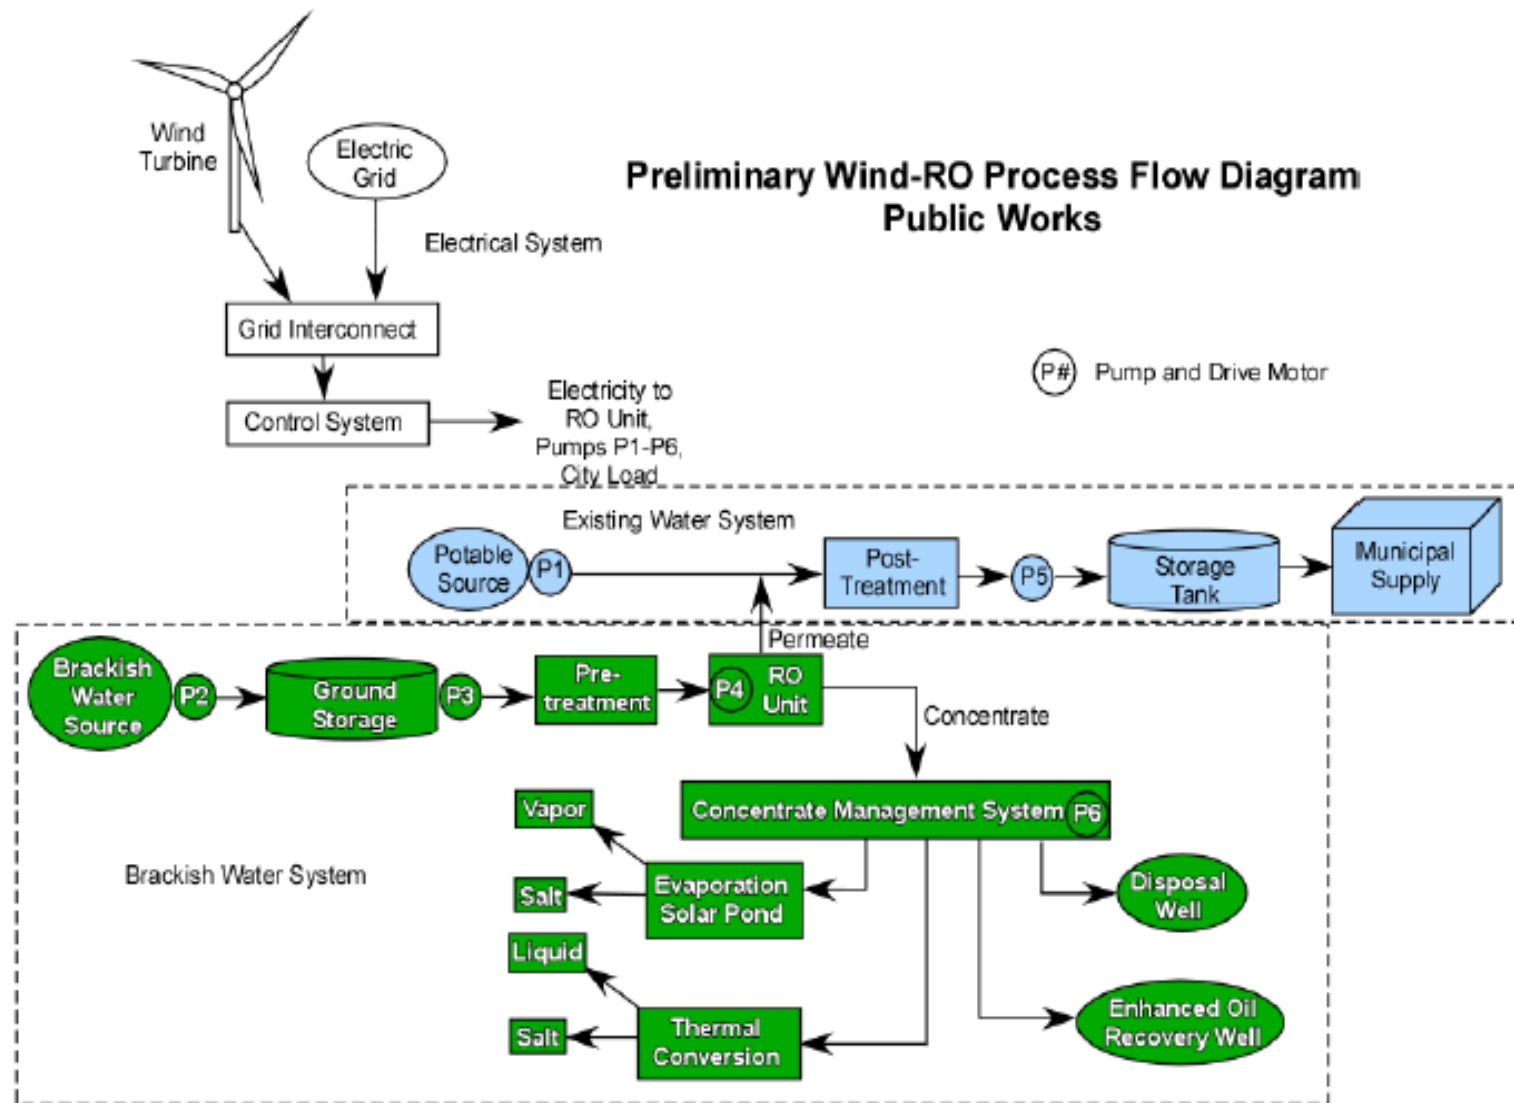 Wind
Turbine
Electric
Grid
Preliminary Wind-RO Process Flow Diagram
Public Works
Electrical System
Grid Interconnect
P# Pump and Drive Motor
Control System
Electricity to
RO Unit,
Pumps P1-P6,
City Load
Existing Water System
Potable
Source
P1
Post-
Treatment
P5
Storage
Tank
Municipal
Supply
Permeate
Brackish
Water
Source
P2
Ground
Storage
P3
Pre-
treatment
P4
RO
Unit
Concentrate
Concentrate Management System
P6
Vapor
Brackish Water System
Salt
Evaporation
Solar Pond
Disposal
Well
Liquid
Salt
Thermal
Conversion
Enhanced Oil
Recovery Well